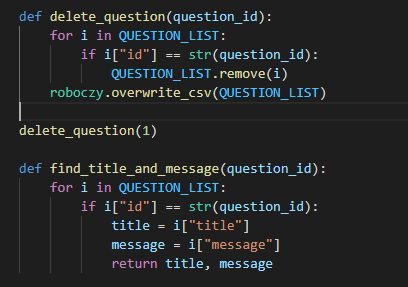 def delete_question(question_id):
    for i in QUESTION_LIST:
        if i["id"] == str(question_id):
            QUESTION_LIST.remove(i)
    roboczy.overwrite_csv(QUESTION_LIST)

delete_question(1)

def find_title_and_message(question_id):
    for i in QUESTION_LIST:
        if i["id"] == str(question_id):
            title = i["title"]
            message = i["message"]
            return title, message